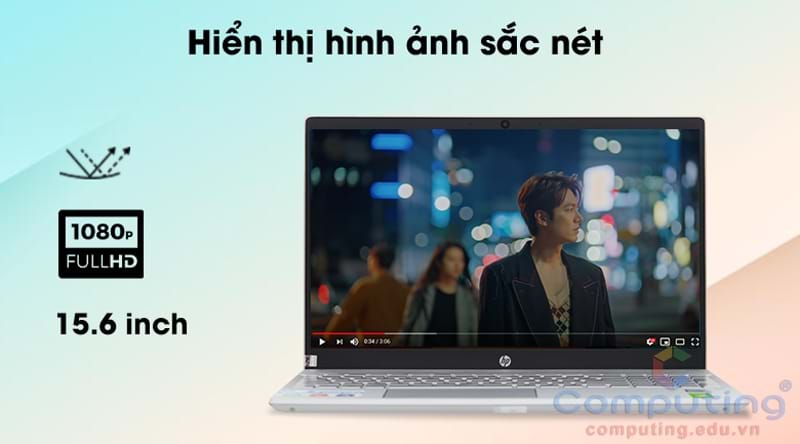 Hiển thị hình ảnh sắc nét
1080P
FULLHD
15.6 inch
0:34 / 3:06
hp
Computing®
computing.edu.vn